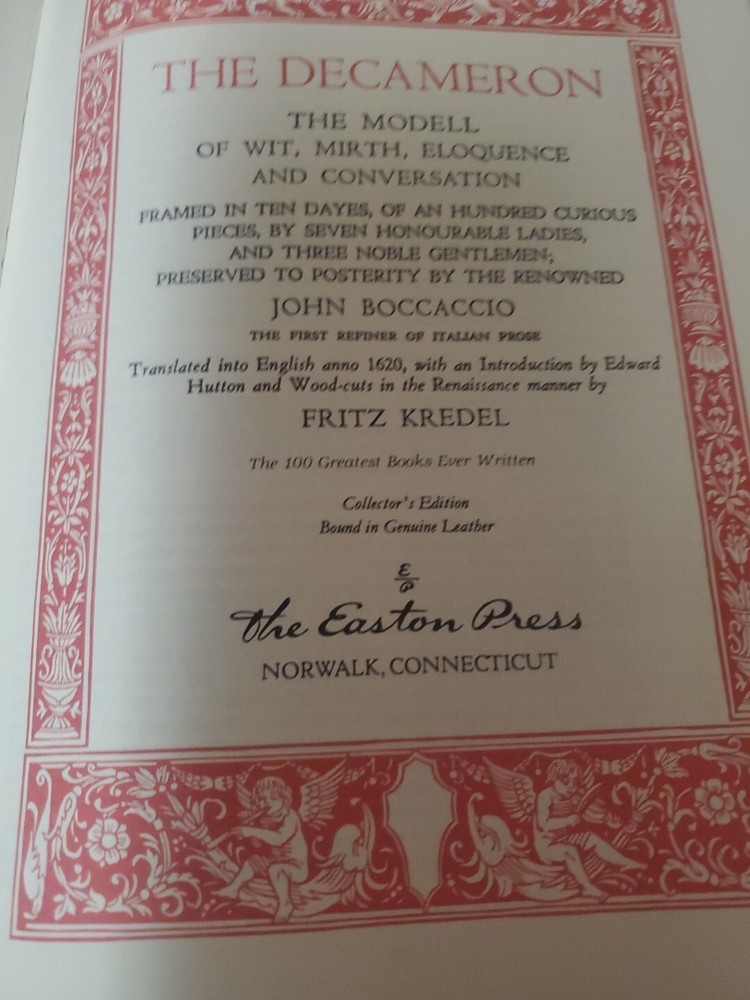 THE DECAMERON
THE MODELL
OF WIT, MIRTH, ELOQUENCE
AND CONVERSATION
FRAMED IN TEN DAYES, OF AN HUNDRED CURIOUS
PIECES, BY SEVEN HONOURABLE LADIES,
AND THREE NOBLE GENTLEMEN;
PRESERVED TO POSTERITY BY THE RENOWNED
JOHN BOCCACCIO
THE FIRST REFINER OF ITALIAN PROSE
Translated into English anno 1620, with an Introduction by Edward
Hutton and Wood-cuts in the Renaissance manner by
FRITZ KREDEL
The 100 Greatest Books Ever Written
Collector's Edition
Bound in Genuine Leather
E
P
The Easton Press
NORWALK, CONNECTICUT